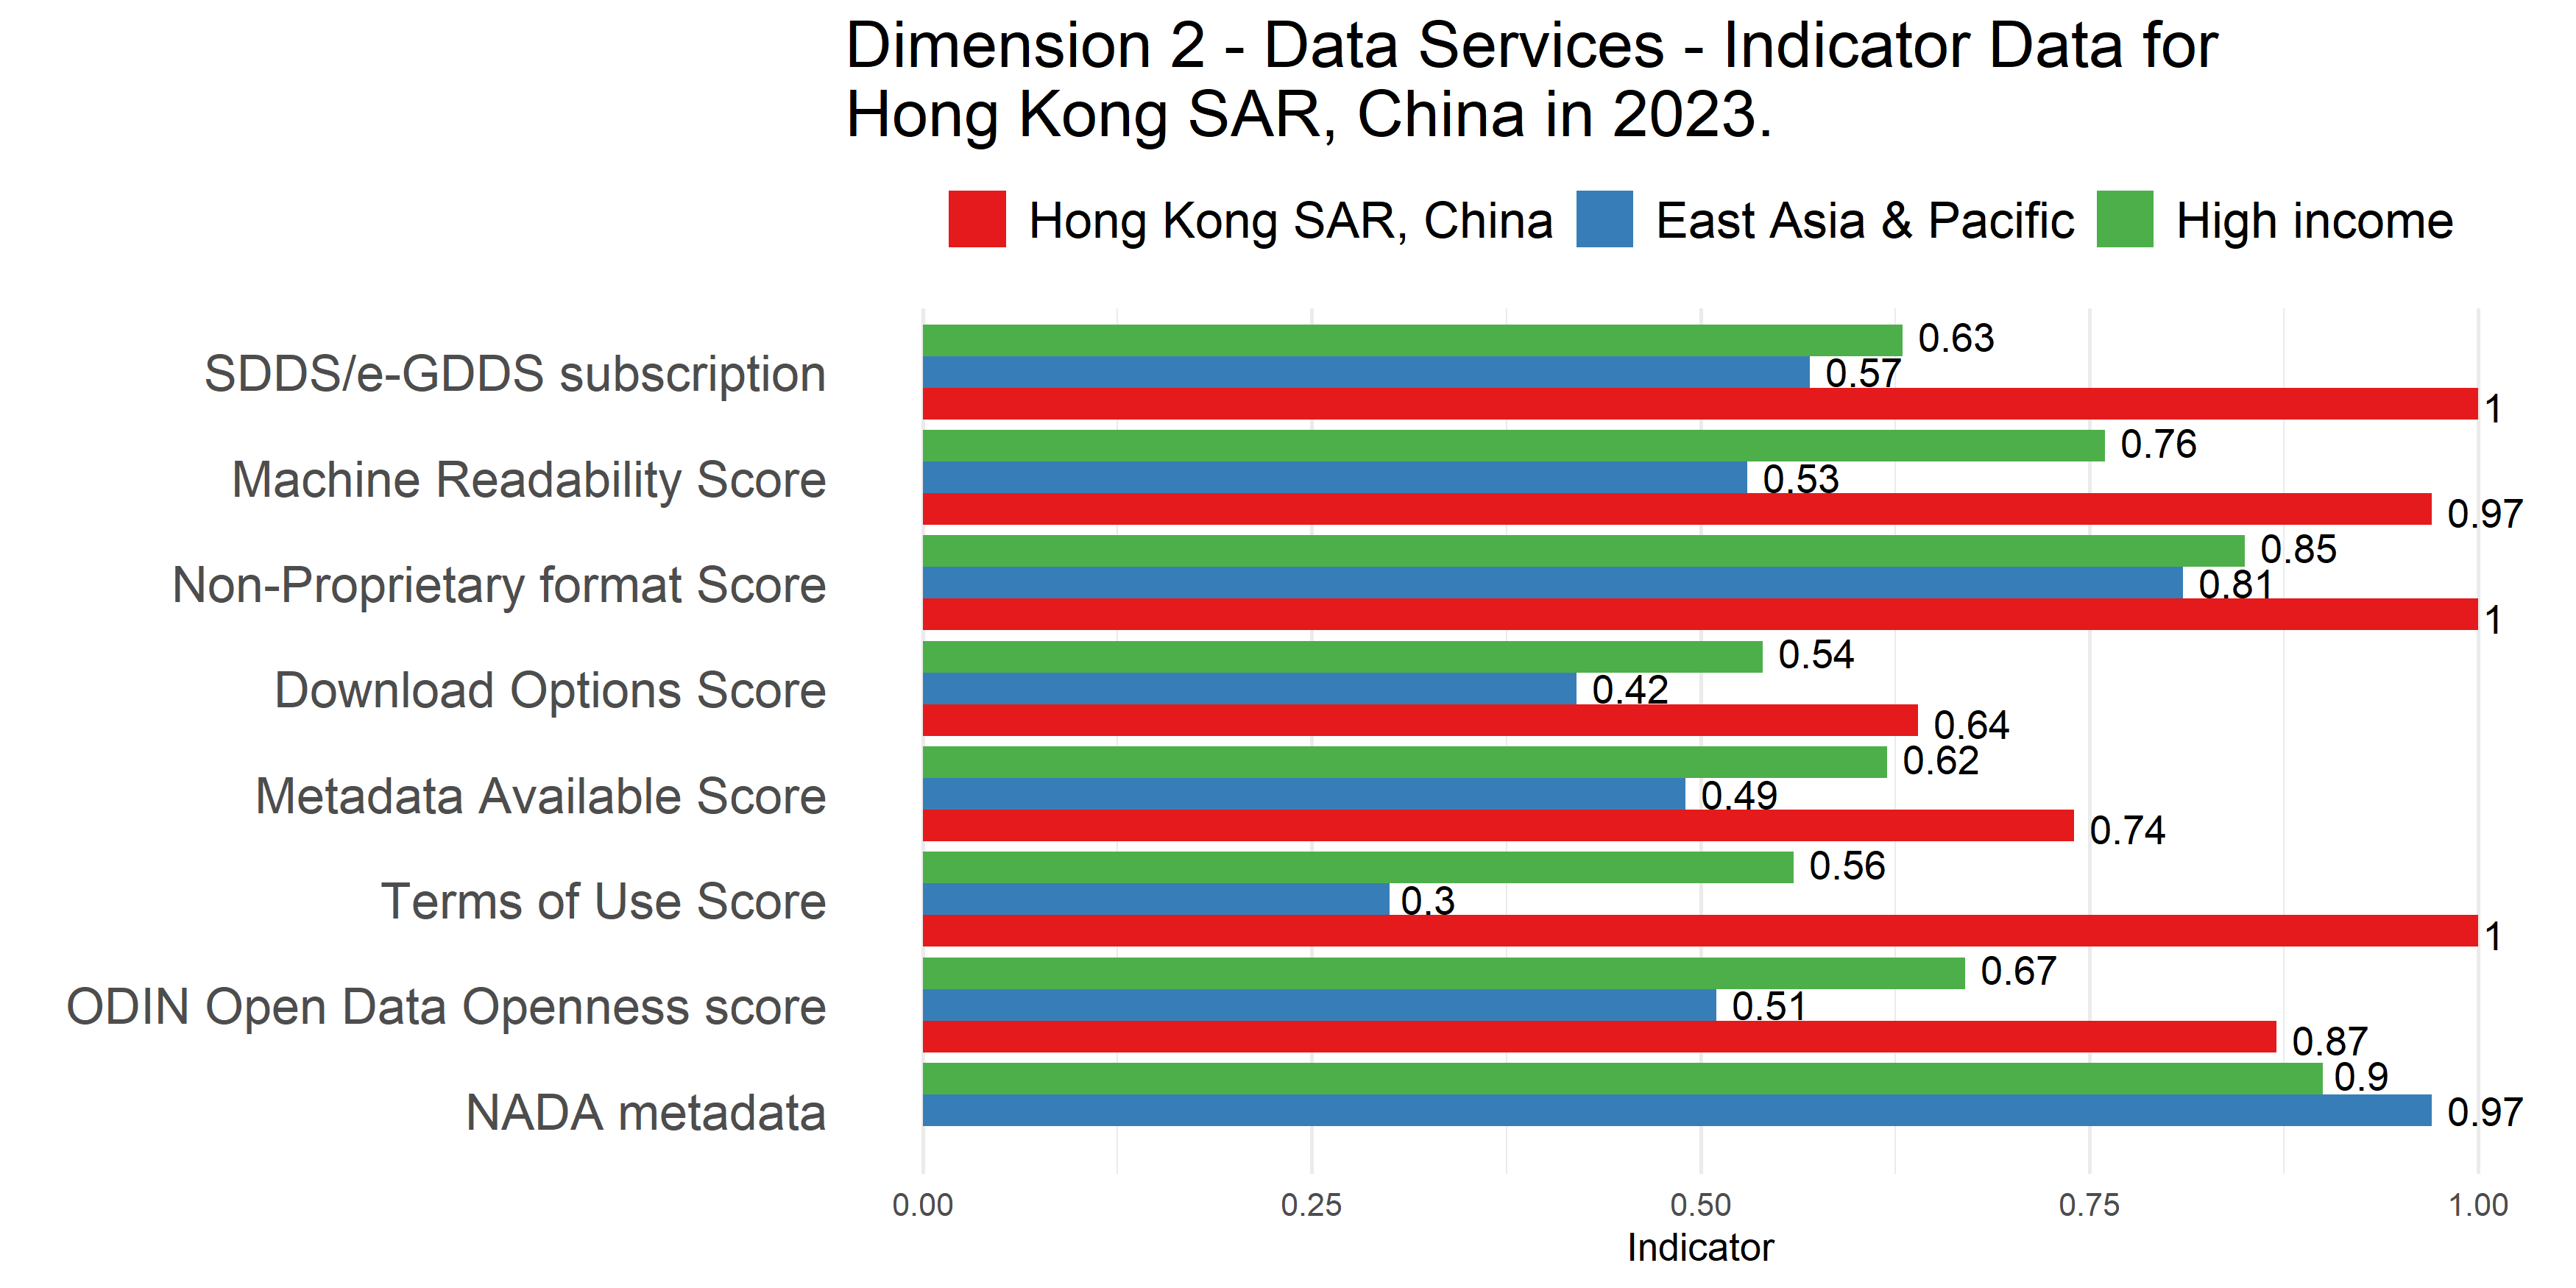 Dimension 2 - Data Services - Indicator Data for
Hong Kong SAR, China in 2023.
Hong Kong SAR, China East Asia & Pacific High income
SDDS/e-GDDS subscription
0.63
0.57
1
Machine Readability Score
0.76
0.53
0.97
Non-Proprietary format Score
0.85
0.81
1
Download Options Score
0.54
0.42
0.64
Metadata Available Score
0.62
0.49
0.74
Terms of Use Score
0.56
0.3
1
ODIN Open Data Openness score
0.67
0.51
0.87
NADA metadata
0.9
0.97
0.00 0.25 0.50 0.75 1.00
Indicator